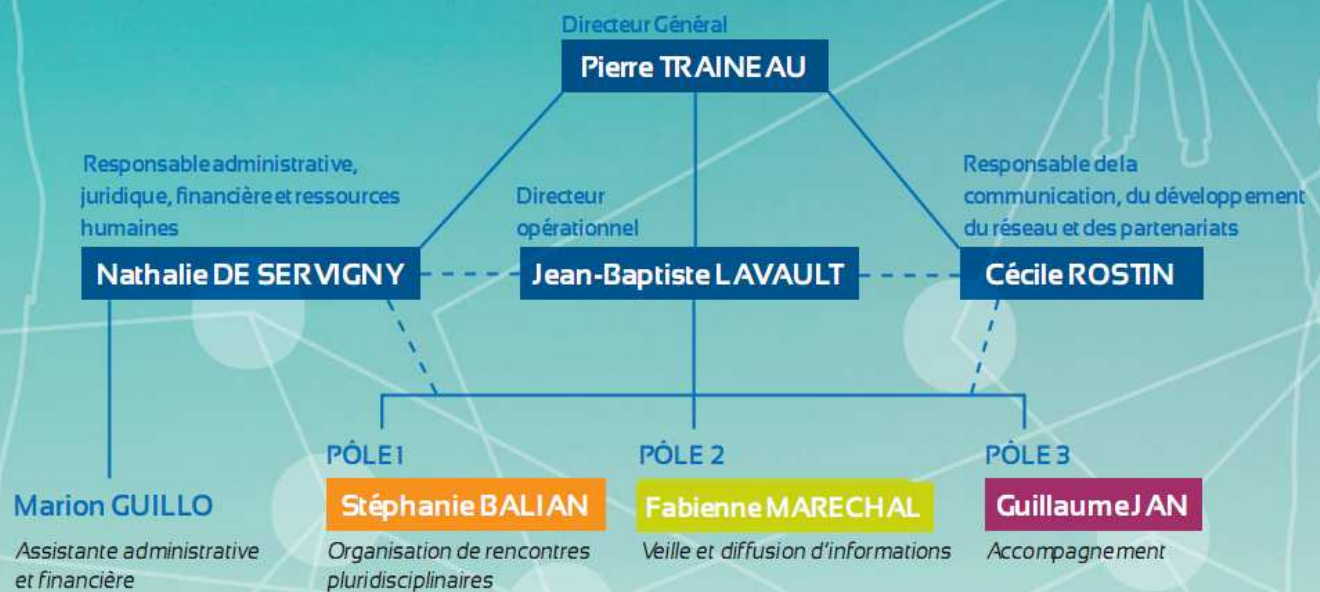 Directeur Général
Pierre TRAINEAU
Responsable administrative,
juridique, financière et ressources
humaines
Nathalie DE SERVIGNY
Directeur
opérationnel
Jean-Baptiste LAVAULT
Responsable de la
communication, du développement
du réseau et des partenariats
Cécile ROSTIN
Marion GUILLO
Assistante administrative
et financière
PÔLE 1
Stéphanie BALIAN
Organisation de rencontres
pluridisciplinaires
PÔLE 2
Fabienne MARECHAL
Veille et diffusion d'informations
PÔLE 3
Guillaume JAN
Accompagnement